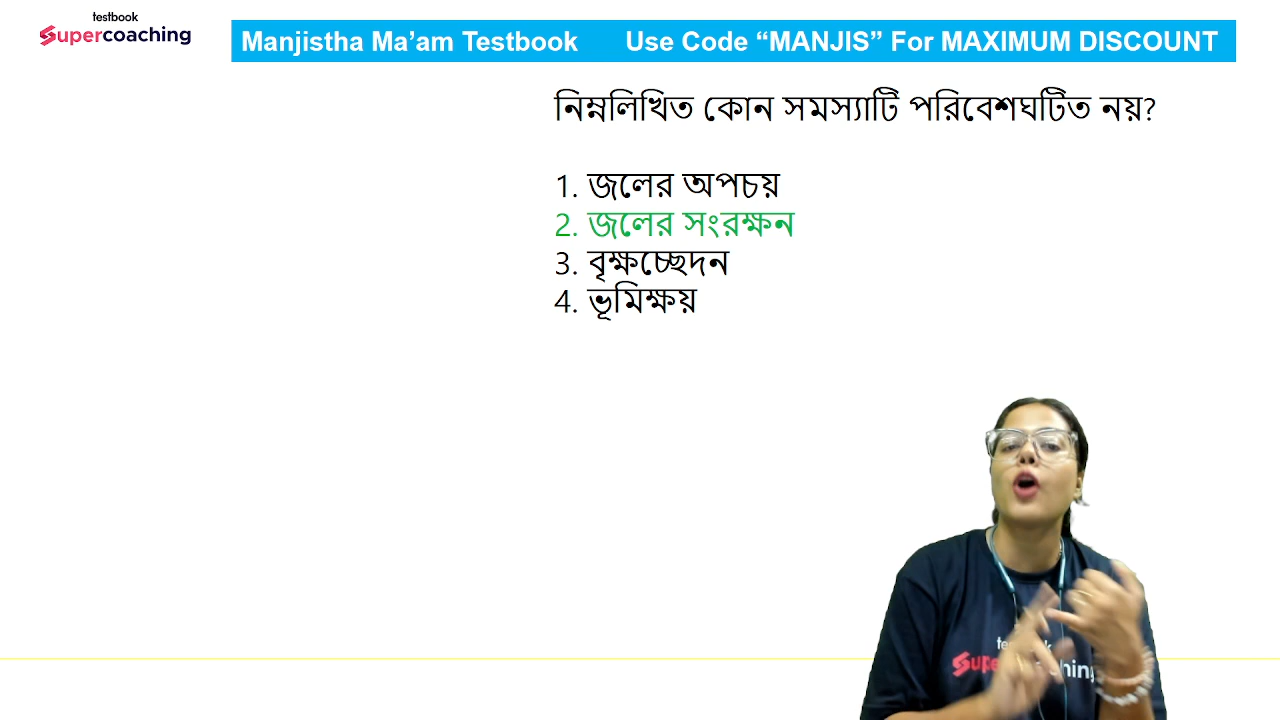 testbook
Supercoaching
Manjistha Ma’am Testbook Use Code “MANJIS” For MAXIMUM DISCOUNT
নিম্নলিখিত কোন সমস্যাটি পরিবেশঘটিত নয়?
1. জলের অপচয়
2. জলের সংরক্ষন
3. বৃক্ষচ্ছেদন
4. ভূমিক্ষয়